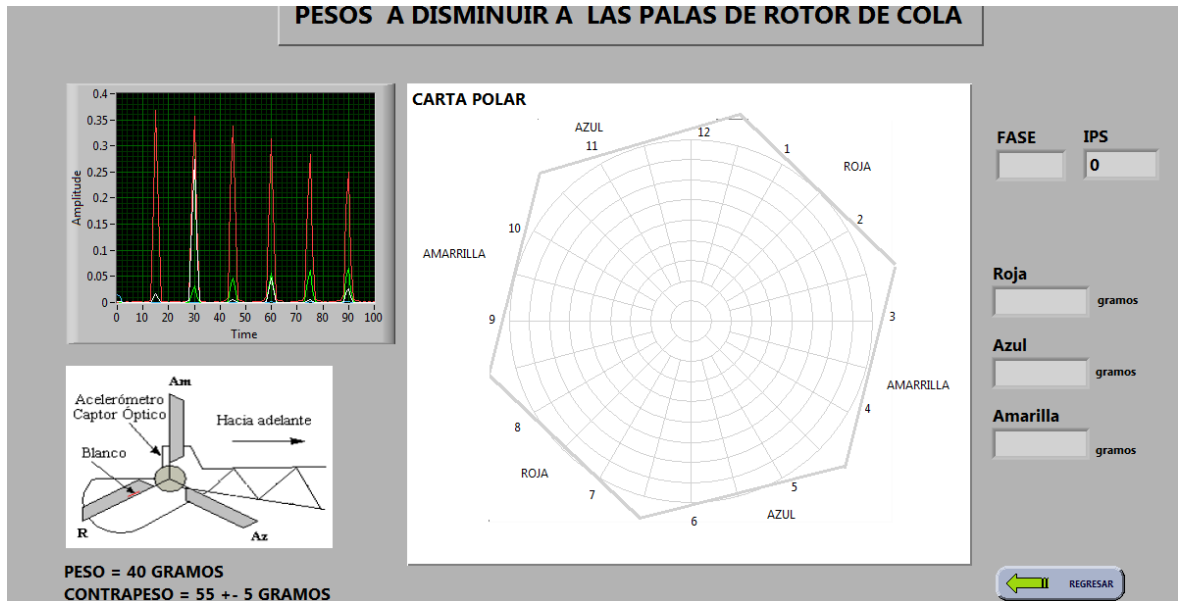 PESOS A DISMINUIR A LAS PALAS DE ROTOR DE COLA
0.4
0.35
0.3
0.25
0.2
0.15
0.1
0.05
0
Amplitude
0 10 20 30 40 50 60 70 80 90 100
Time
CARTA POLAR
AZUL
11
12
1
ROJA
10
2
AMARRILLA
9
3
AMARRILLA
8
4
ROJA
7
6
5
AZUL
FASE
IPS
0
Roja
gramos
Azul
gramos
Amarilla
gramos
Am
Acelerómetro
Captor Óptico
Hacia adelante
Blanco
R
Az
PESO = 40 GRAMOS
CONTRAPESO = 55 +- 5 GRAMOS
REGRESAR